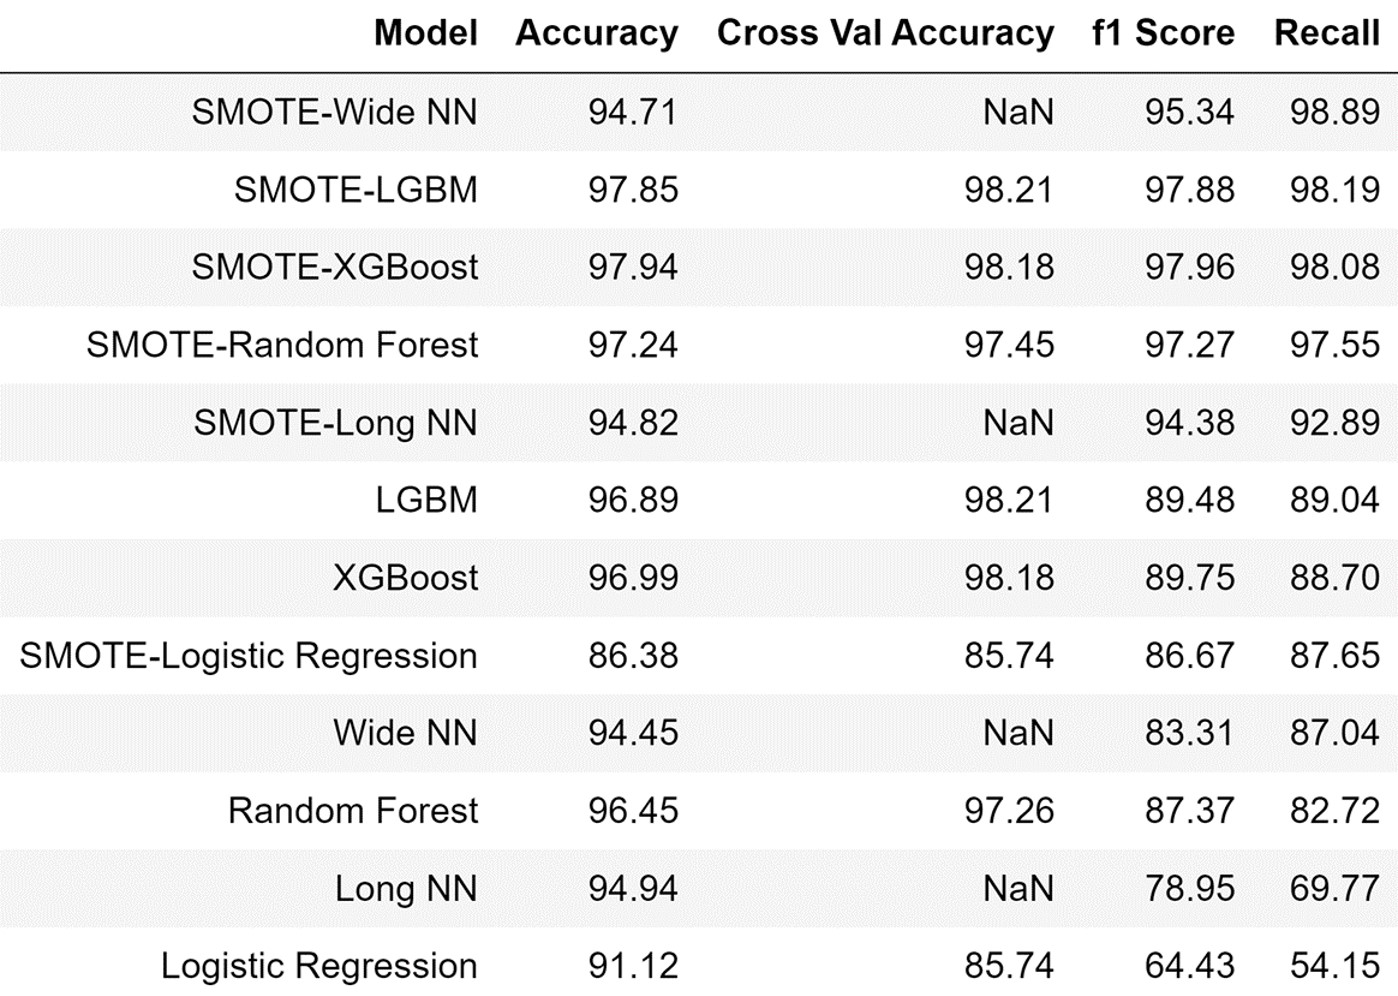 Model Accuracy Cross Val Accuracy f1 Score Recall
SMOTE-Wide NN 94.71 NaN 95.34 98.89
SMOTE-LGBM 97.85 98.21 97.88 98.19
SMOTE-XGBoost 97.94 98.18 97.96 98.08
SMOTE-Random Forest 97.24 97.45 97.27 97.55
SMOTE-Long NN 94.82 NaN 94.38 92.89
LGBM 96.89 98.21 89.48 89.04
XGBoost 96.99 98.18 89.75 88.70
SMOTE-Logistic Regression 86.38 85.74 86.67 87.65
Wide NN 94.45 NaN 83.31 87.04
Random Forest 96.45 97.26 87.37 82.72
Long NN 94.94 NaN 78.95 69.77
Logistic Regression 91.12 85.74 64.43 54.15